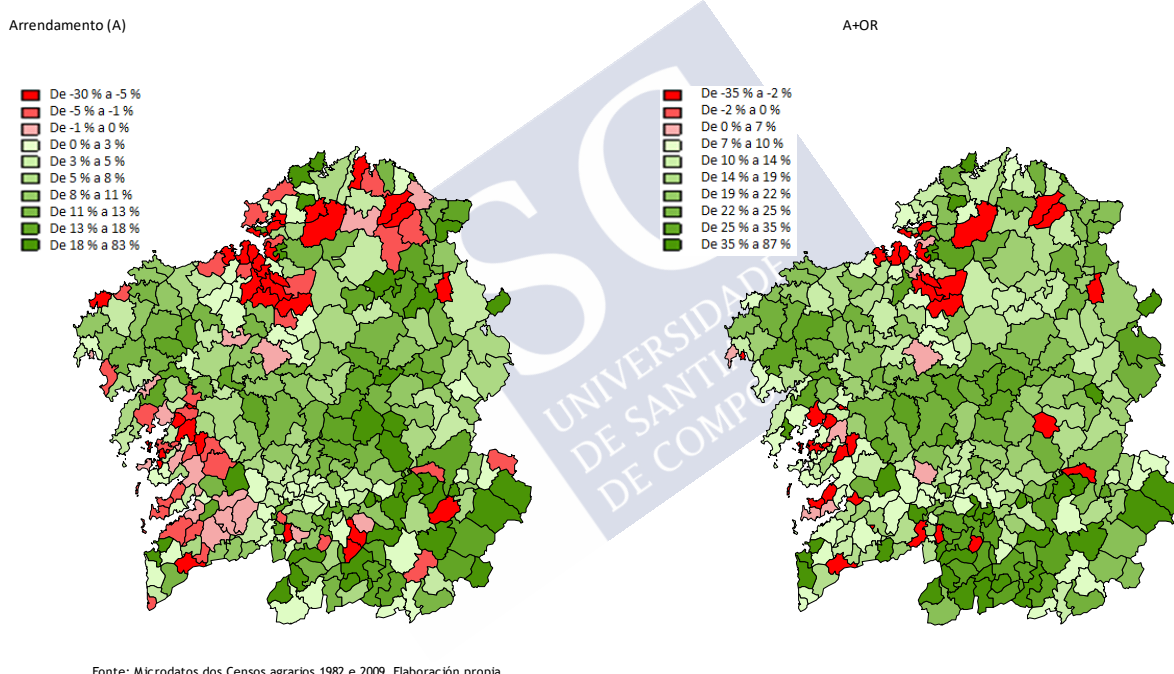 Arrendamento (A)
De -30 % a -5 %
De -5 % a -1 %
De -1 % a 0 %
De 0 % a 3 %
De 3 % a 5 %
De 5 % a 8 %
De 8 % a 11 %
De 11 % a 13 %
De 13 % a 18 %
De 18 % a 83 %
A+OR
De -35 % a -2 %
De -2 % a 0 %
De 0 % a 7 %
De 7 % a 10 %
De 10 % a 14 %
De 14 % a 19 %
De 19 % a 22 %
De 22 % a 25 %
De 25 % a 35 %
De 35 % a 87 %
SC
UNIVERSIDADE
DE SANTI
DE COMPO
Fonte: Microdatos dos Censos agrarios 1982 e 2009. Elaboración propia